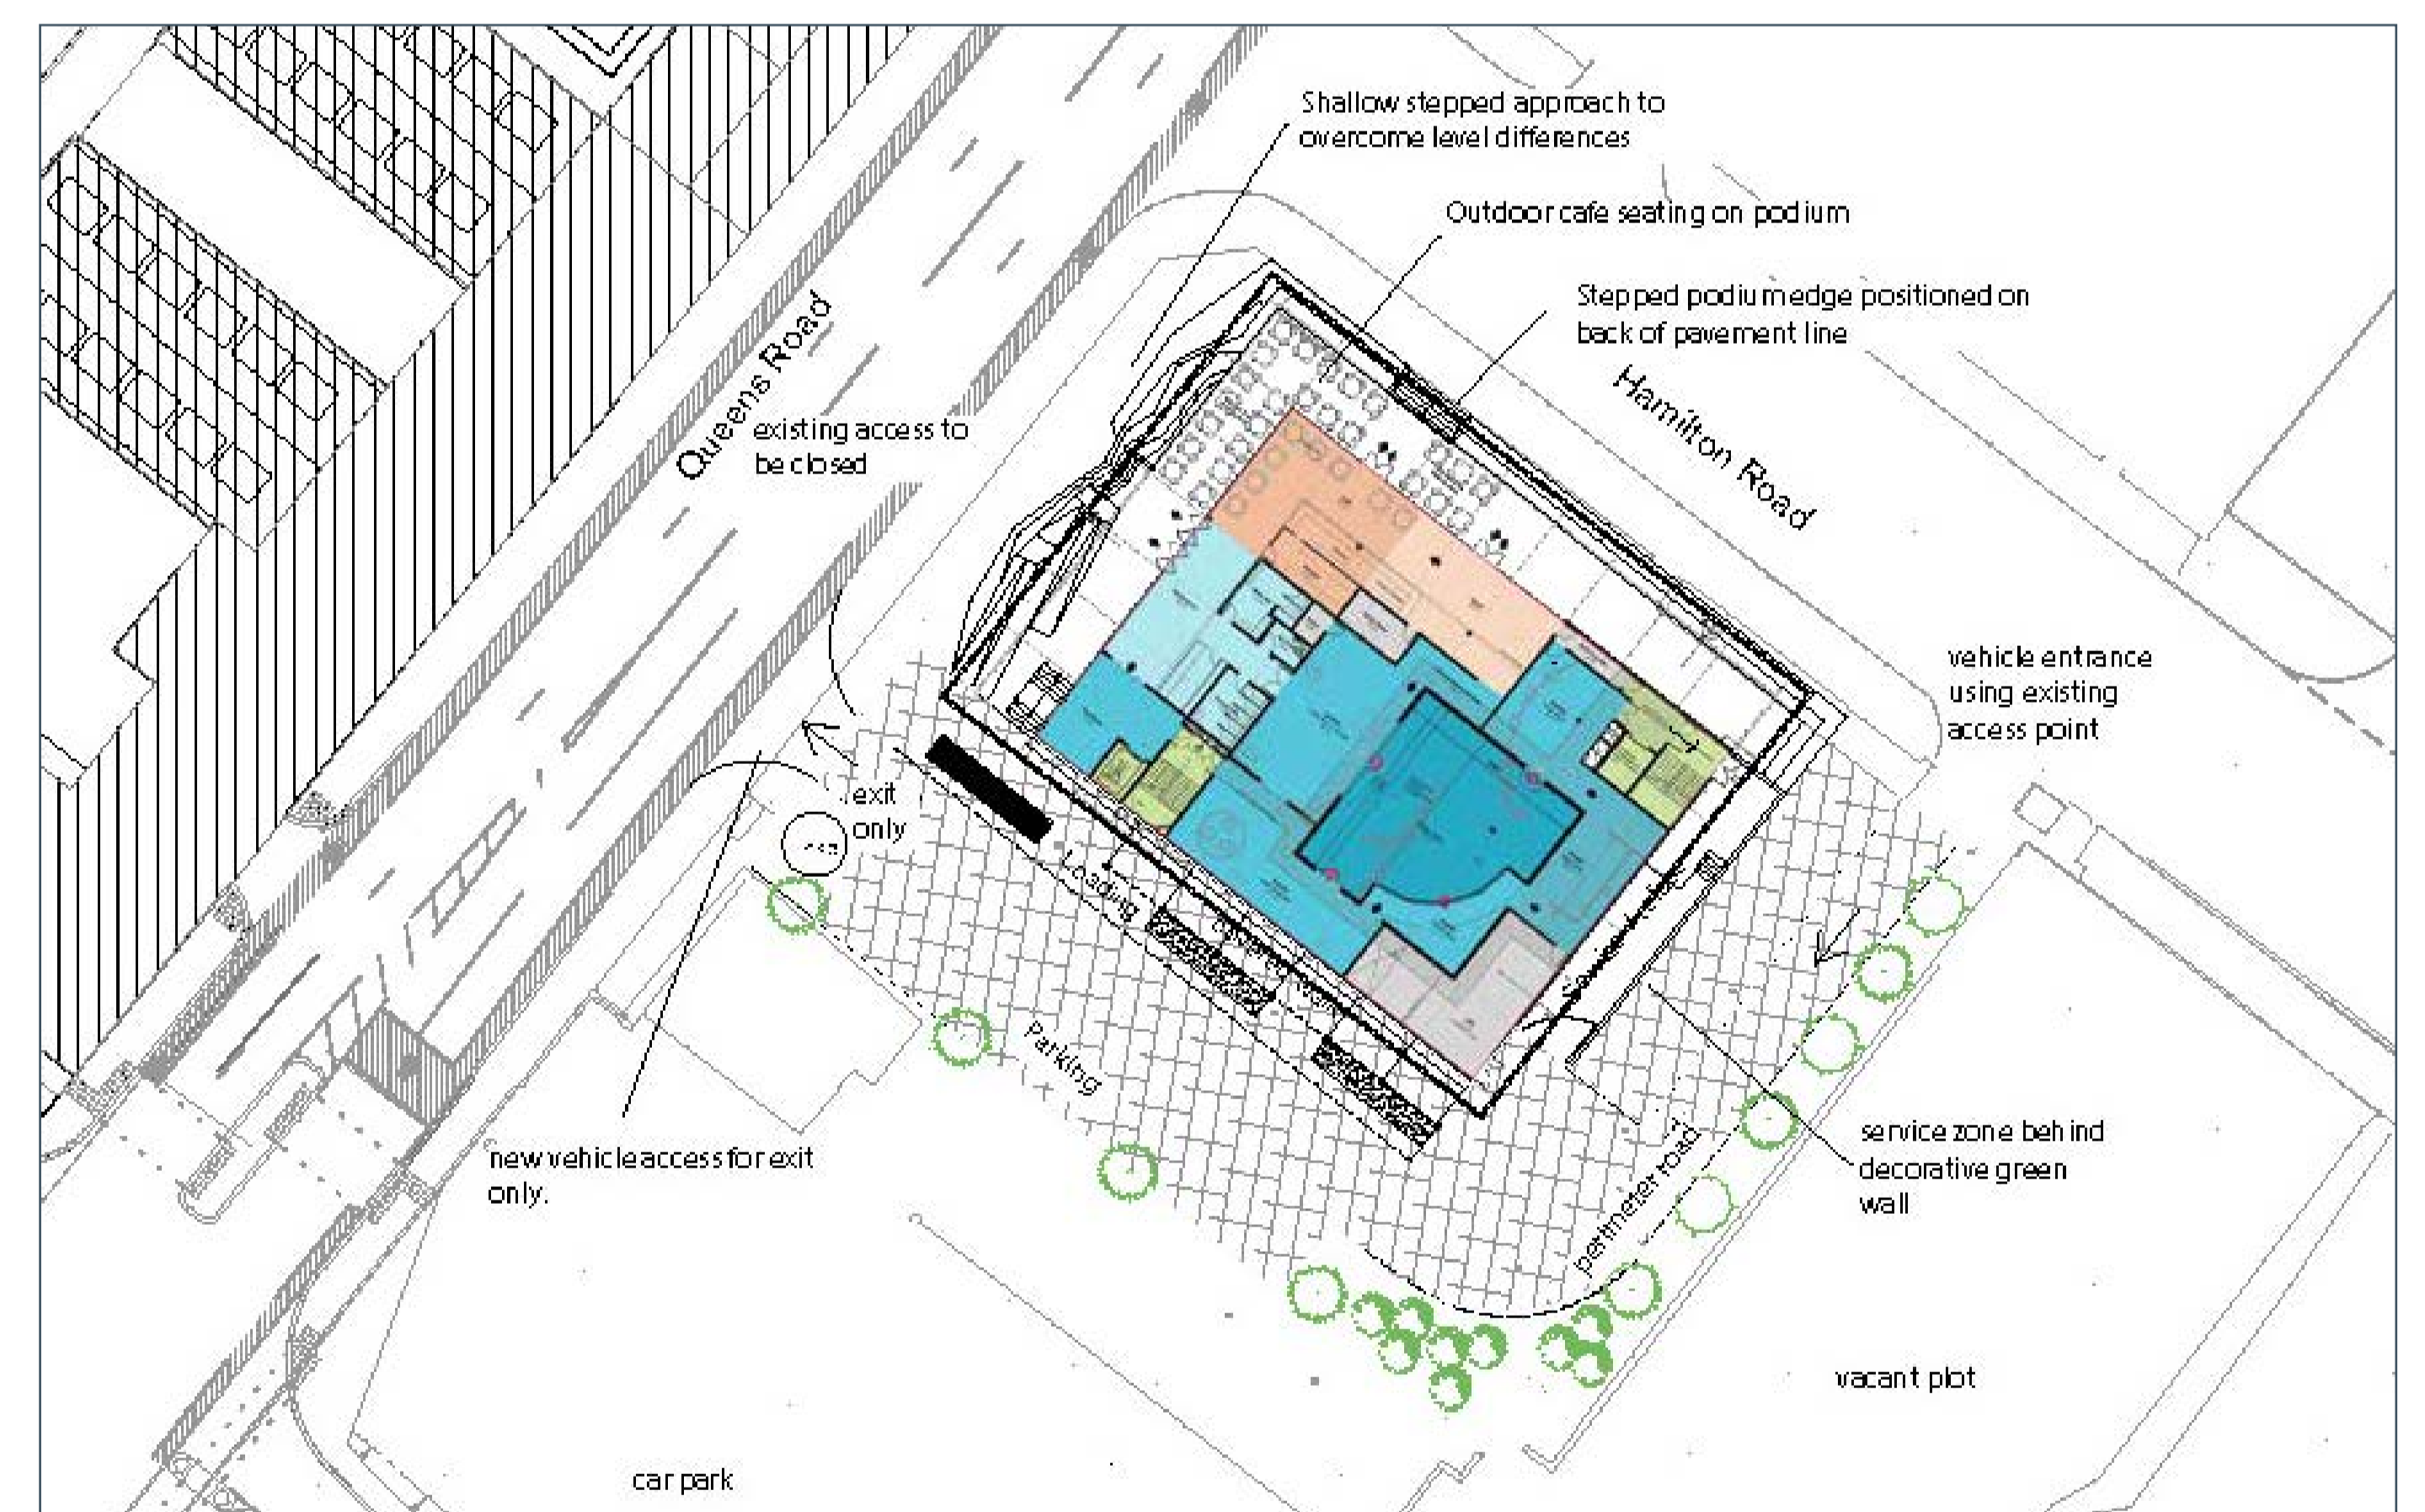 Shallow stepped approach to
overcome level differences
Outdoor cafe seating on podium
Stepped podium edge positioned on
back of pavement line
Queens Road
Hamilton Road
existing access to
be closed
vehicle entrance
using existing
access point
exit
only
Loading
Parking
perimeter road
service zone behind
decorative green
wall
new vehicle access for exit
only.
vacant plot
car park